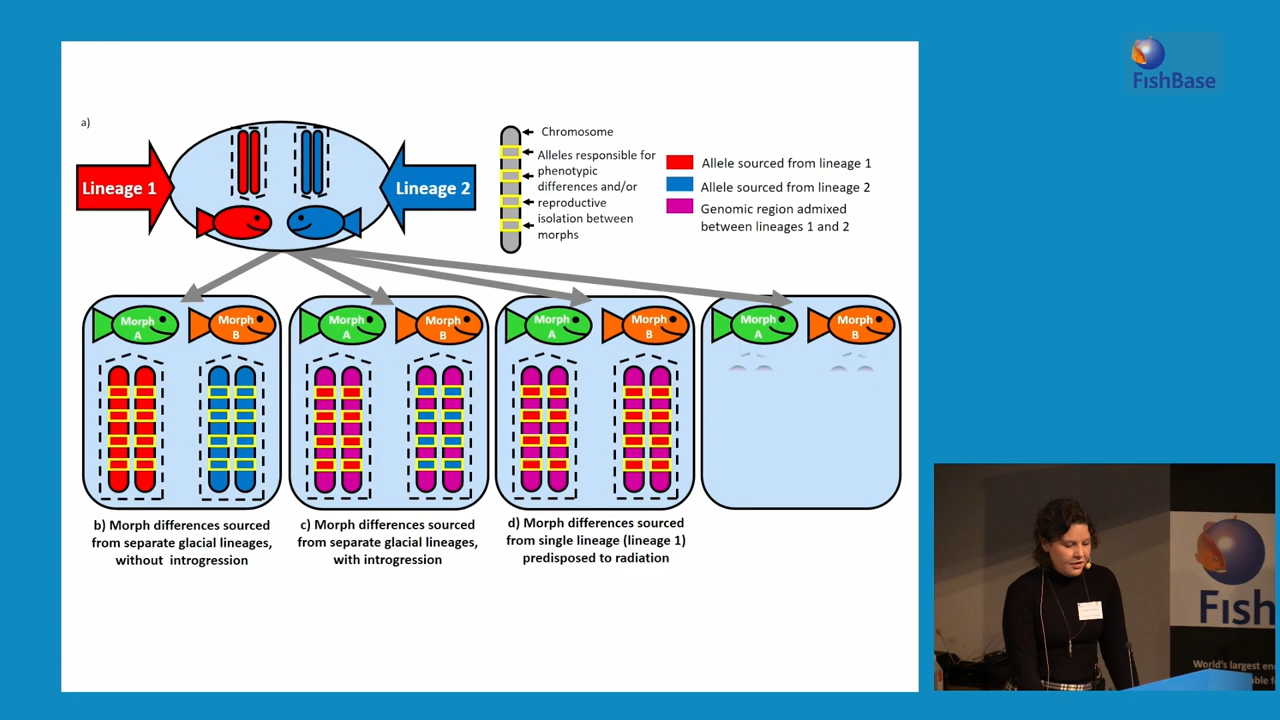 FishBase
a)
Lineage 1
Lineage 2
Chromosome
Alleles responsible for
phenotypic
differences and/or
reproductive
isolation between
morphs
Allele sourced from lineage 1
Allele sourced from lineage 2
Genomic region admixed
between lineages 1 and 2
Morph
A
Morph
B
Morph
A
Morph
B
Morph
A
Morph
B
Morph
A
Morph
B
b) Morph differences sourced
from separate glacial lineages,
without introgression
c) Morph differences sourced
from separate glacial lineages,
with introgression
d) Morph differences sourced
from single lineage (lineage 1)
predisposed to radiation
Fish
World's largest en
able f